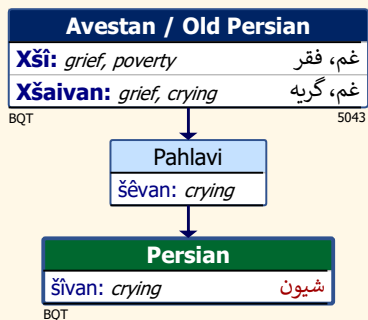 Avestan / Old Persian
Xšî: grief, poverty غم، فقر
Xšaivan: grief, crying غم، گریه
BQT 5043
Pahlavi
šêvan: crying
Persian
šîvan: crying شیون
BQT